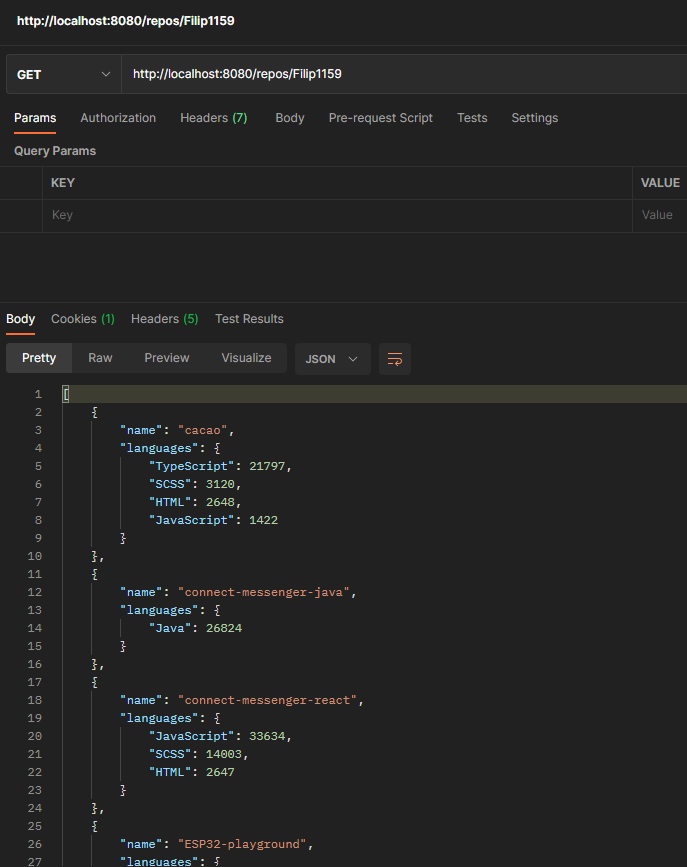 http://localhost:8080/repos/Filip1159
GET http://localhost:8080/repos/Filip1159
Params Authorization Headers (7) Body Pre-request Script Tests Settings
Query Params
KEY VALUE
Key Value
Body Cookies (1) Headers (5) Test Results
Pretty Raw Preview Visualize JSON
1 [
2 {
3 "name": "cacao",
4 "languages": {
5 "TypeScript": 21797,
6 "SCSS": 3120,
7 "HTML": 2648,
8 "JavaScript": 1422
9 }
10 },
11 {
12 "name": "connect-messenger-java",
13 "languages": {
14 "Java": 26824
15 }
16 },
17 {
18 "name": "connect-messenger-react",
19 "languages": {
20 "JavaScript": 33634,
21 "SCSS": 14003,
22 "HTML": 2647
23 }
24 },
25 {
26 "name": "ESP32-playground",
27 "languages": {